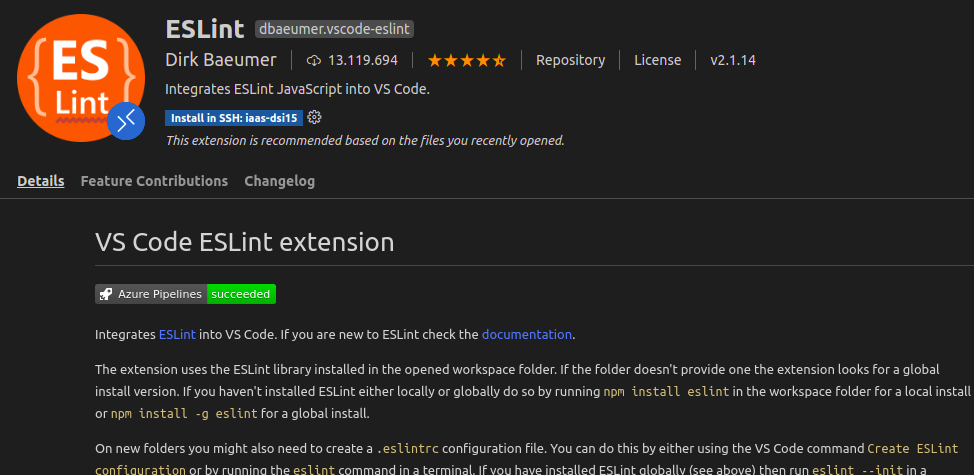 ES
Lint
ESLint dbaeumer.vscode-eslint
Dirk Baeumer 13.119.694 Repository License v2.1.14
Integrates ESLint JavaScript into VS Code.
Install in SSH: iaas-dsi15
This extension is recommended based on the files you recently opened.
Details Feature Contributions Changelog
VS Code ESLint extension
Azure Pipelines succeeded
Integrates ESLint into VS Code. If you are new to ESLint check the documentation.
The extension uses the ESLint library installed in the opened workspace folder. If the folder doesn't provide one the extension looks for a global
install version. If you haven't installed ESLint either locally or globally do so by running npm install eslint in the workspace folder for a local install
or npm install -g eslint for a global install.
On new folders you might also need to create a .eslintrc configuration file. You can do this by either using the VS Code command Create ESLint
configuration or by running the eslint command in a terminal. If you have installed ESLint globally (see above) then run eslint --init in a